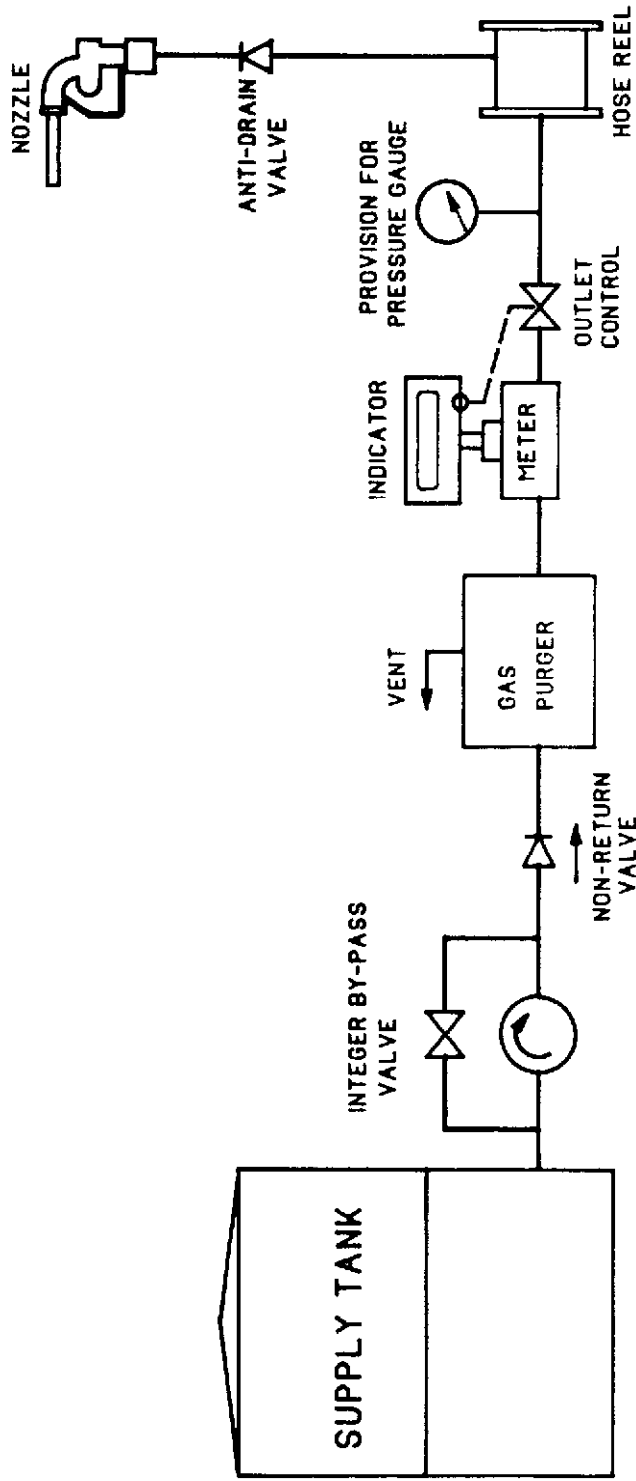 SUPPLY TANK
INTEGER BY-PASS
VALVE
NON-RETURN
VALVE
VENT
GAS
PURGER
INDICATOR
METER
OUTLET
CONTROL
PROVISION FOR
PRESSURE GAUGE
HOSE REEL
ANTI-DRAIN
VALVE
NOZZLE